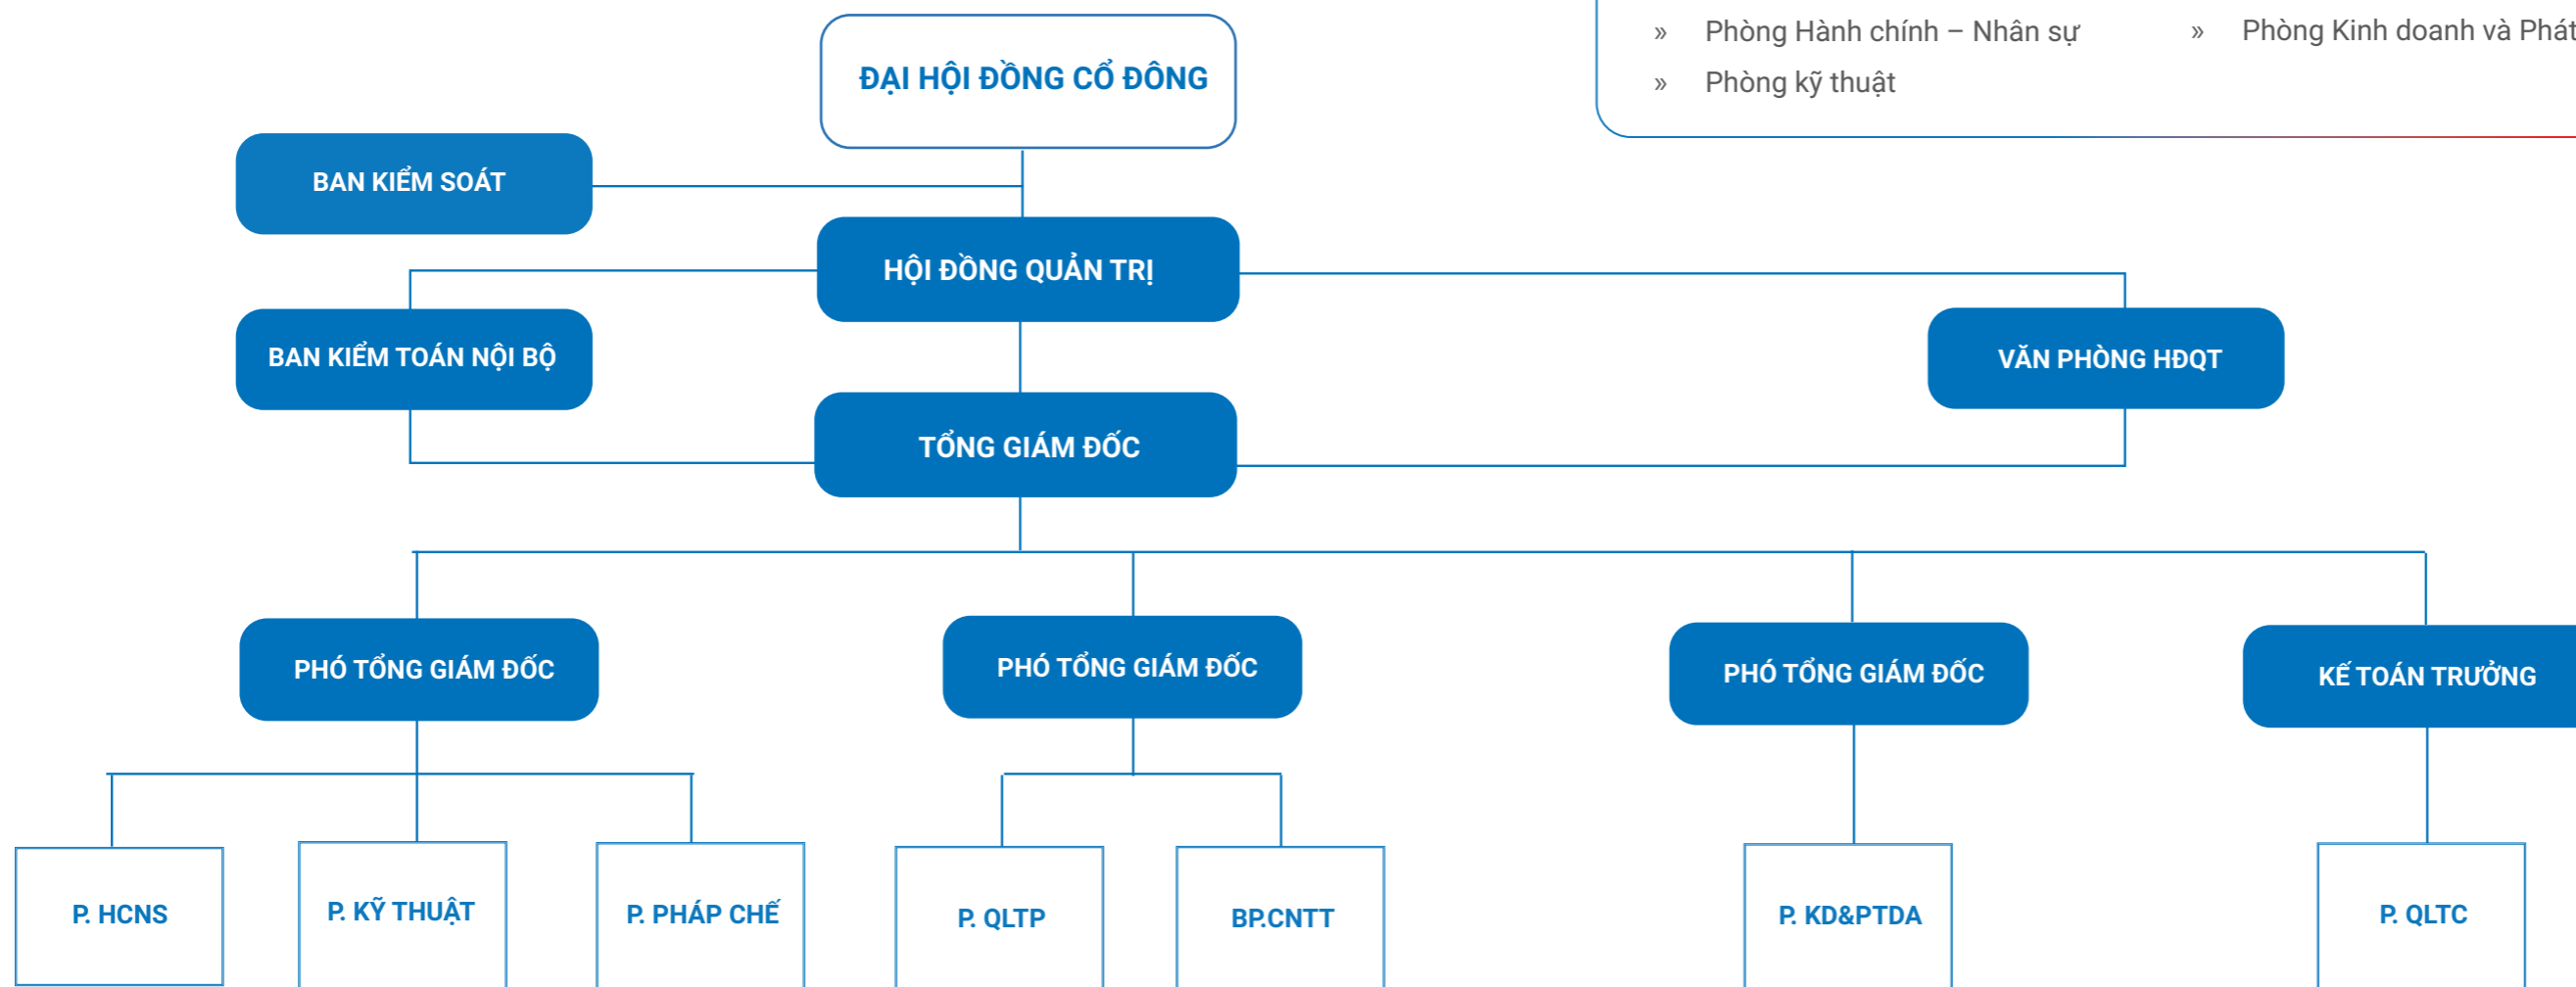 » Phòng Hành chính – Nhân sự
» Phòng Kinh doanh và Phát
» Phòng kỹ thuật
ĐẠI HỘI ĐỒNG CỔ ĐÔNG
BAN KIỂM SOÁT
HỘI ĐỒNG QUẢN TRỊ
BAN KIỂM TOÁN NỘI BỘ
VĂN PHÒNG HĐQT
TỔNG GIÁM ĐỐC
PHÓ TỔNG GIÁM ĐỐC
PHÓ TỔNG GIÁM ĐỐC
PHÓ TỔNG GIÁM ĐỐC
KẾ TOÁN TRƯỞNG
P. HCNS
P. KỸ THUẬT
P. PHÁP CHẾ
P. QLTP
BP.CNTT
P. KD&PTDA
P. QLTC